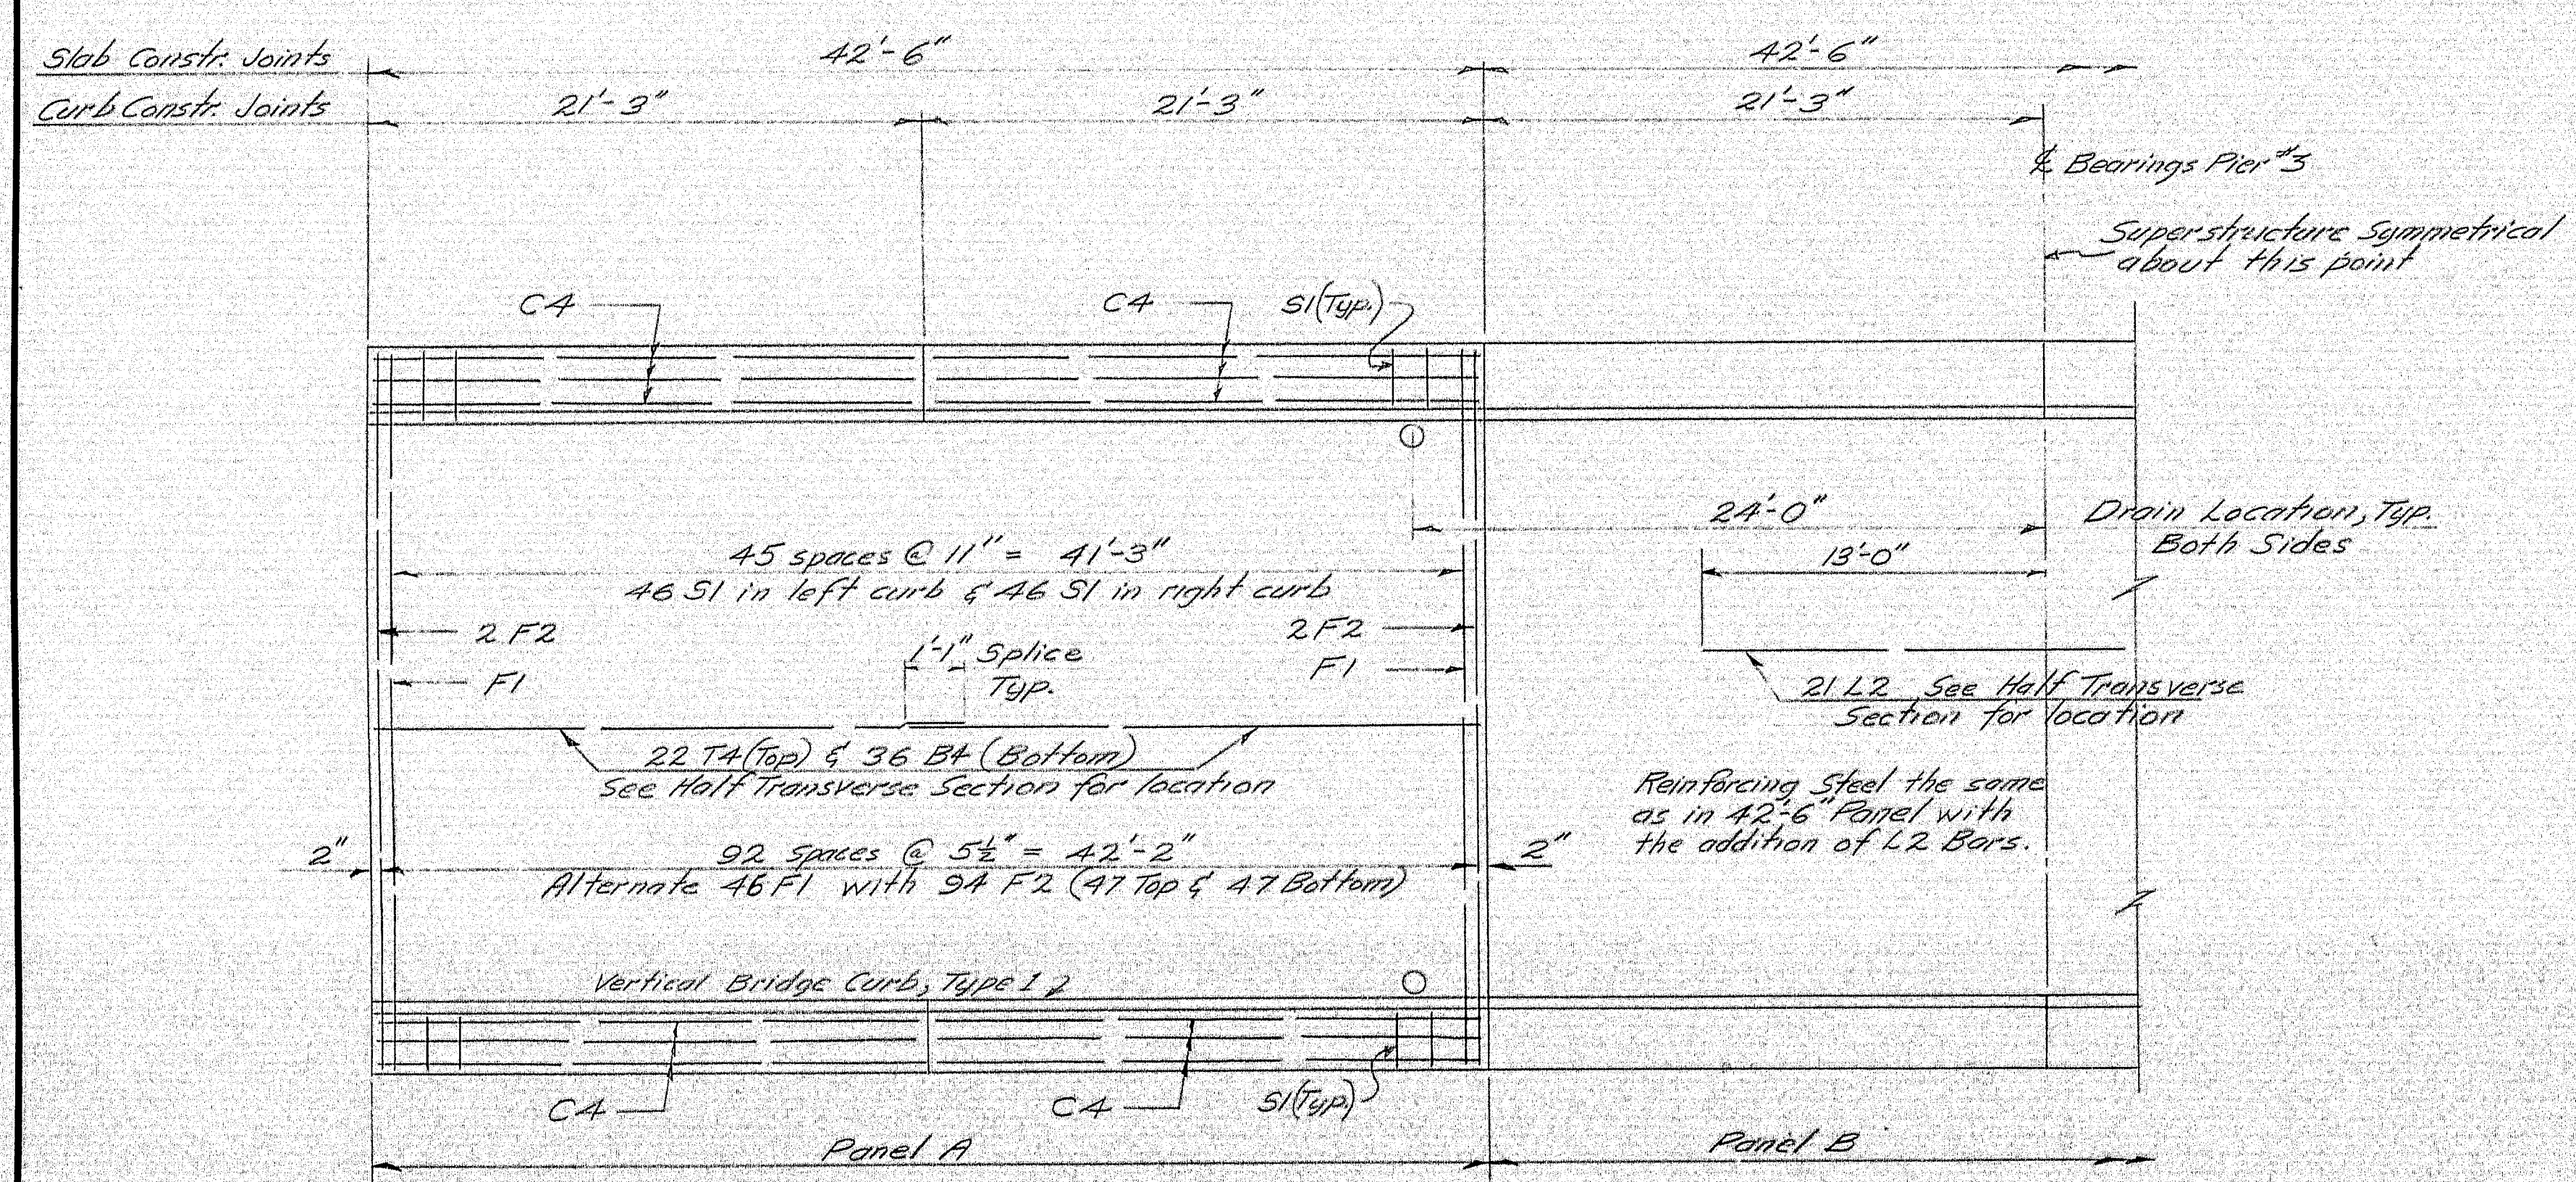 Slab Constr. Joints
42'-6"
42'-6"
Curb Constr. Joints
21'-3"
21'-3"
21'-3"
℄ Bearings Pier #3
Superstructure Symmetrical
about this point
C4
C4
S1(Typ.)
24'-0"
Drain Location, Typ.
Both Sides
45 spaces @ 11" = 41'-3"
46 S1 in left curb & 46 S1 in right curb
13'-0"
2 F2
2 F2
1'-1" Splice
Typ.
F1
F1
21 L2 See Half Transverse
Section for location
22 T4(Top) & 36 B4 (Bottom)
See Half Transverse Section for location
Reinforcing Steel the same
as in 42'-6" Panel with
the addition of L2 Bars.
2"
92 spaces @ 5½" = 42'-2"
2"
Alternate 46 F1 with 94 F2 (47 Top & 47 Bottom)
Vertical Bridge Curb, Type 1 2
C4
C4
S1(Typ.)
Panel A
Panel B